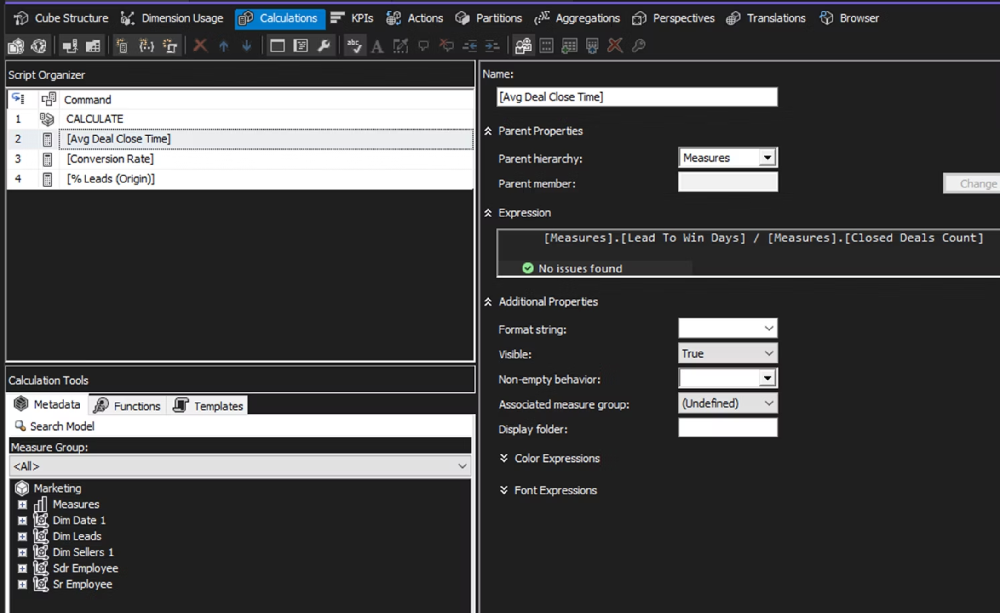 Cube Structure Dimension Usage Calculations KPIs Actions Partitions Aggregations Perspectives Translations Browser
abc A
Script Organizer
Command
1 CALCULATE
2 [Avg Deal Close Time]
3 [Conversion Rate]
4 [% Leads (Origin)]
Calculation Tools
Metadata Functions Templates
Search Model
Measure Group:
<All>
Marketing
Measures
Dim Date 1
Dim Leads
Dim Sellers 1
Sdr Employee
Sr Employee
Name:
[Avg Deal Close Time]
Parent Properties
Parent hierarchy: Measures
Parent member: Change
Expression
[Measures].[Lead To Win Days] / [Measures].[Closed Deals Count]
No issues found
Additional Properties
Format string:
Visible: True
Non-empty behavior:
Associated measure group: (Undefined)
Display folder:
Color Expressions
Font Expressions